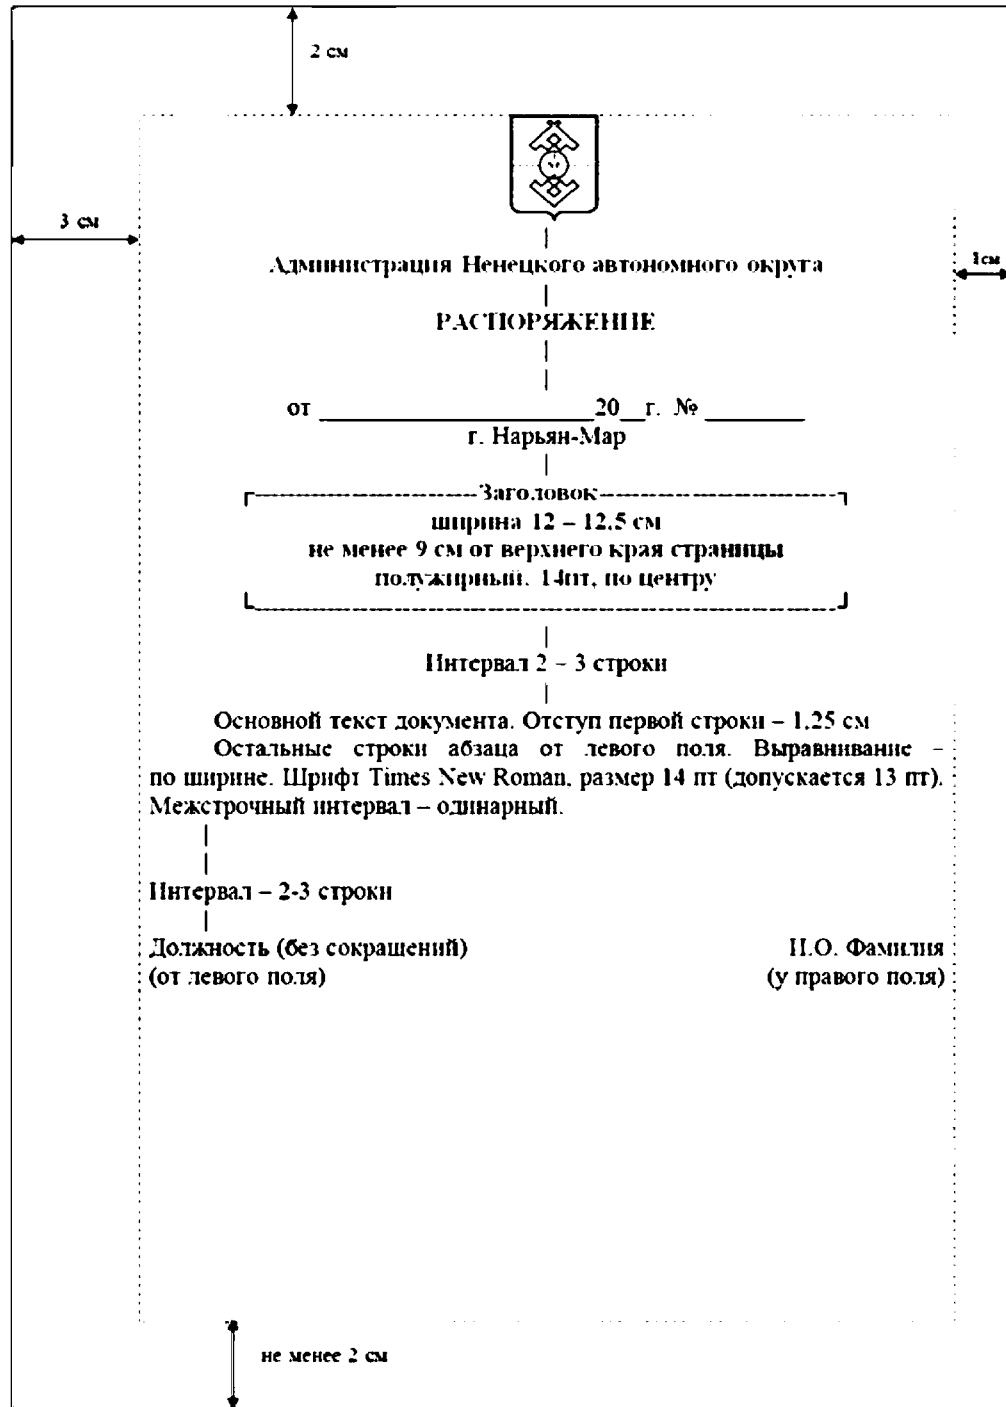 2 см
3 см
Администрация Ненецкого автономного округа
1см
РАСПОРЯЖЕНИЕ
от ______________________20__г. № ________
г. Нарьян-Мар
Заголовок
ширина 12 – 12,5 см
не менее 9 см от верхнего края страницы
полужирный, 14пт, по центру
Интервал 2 – 3 строки
Основной текст документа. Отступ первой строки – 1,25 см
Остальные строки абзаца от левого поля. Выравнивание –
по ширине. Шрифт Times New Roman, размер 14 пт (допускается 13 пт).
Межстрочный интервал – одинарный.
Интервал – 2-3 строки
Должность (без сокращений) И.О. Фамилия
(от левого поля) (у правого поля)
не менее 2 см